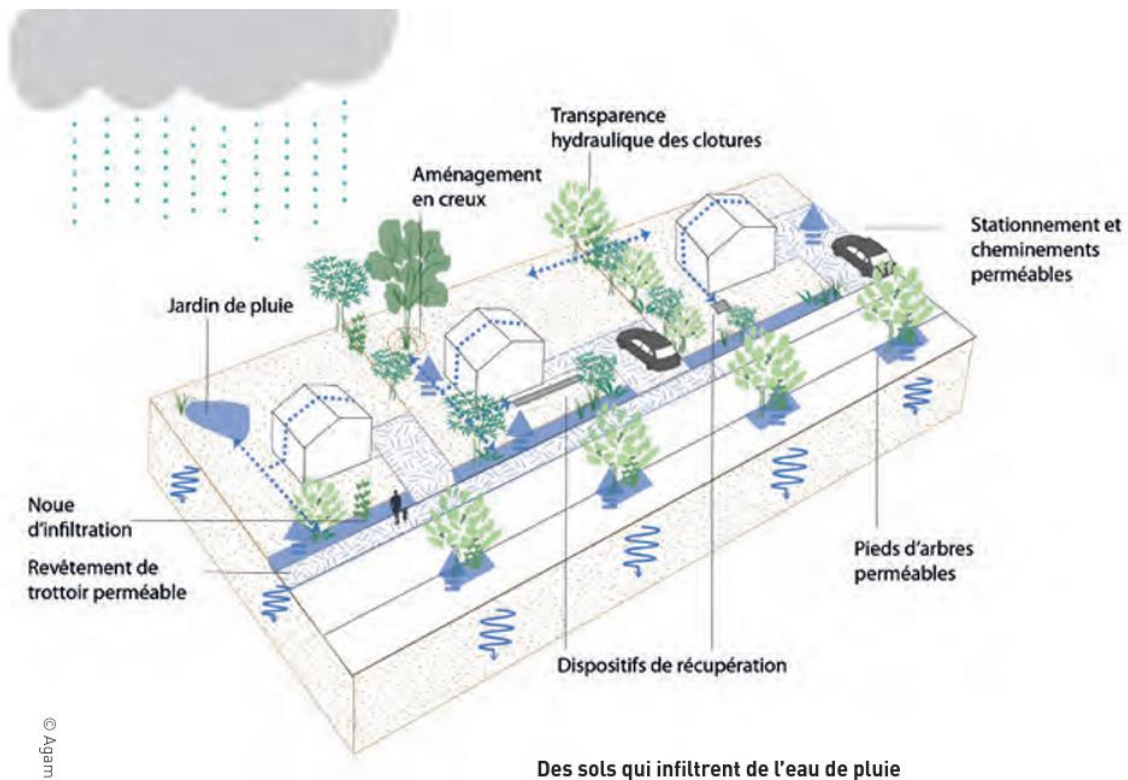 Transparence
hydraulique des clotures
Aménagement
en creux
Stationnement et
cheminements
perméables
Jardin de pluie
Noue
d'infiltration
Revêtement de
trottoir perméable
Pieds d'arbres
perméables
Dispositifs de récupération
© Agam
Des sols qui infiltrent de l'eau de pluie